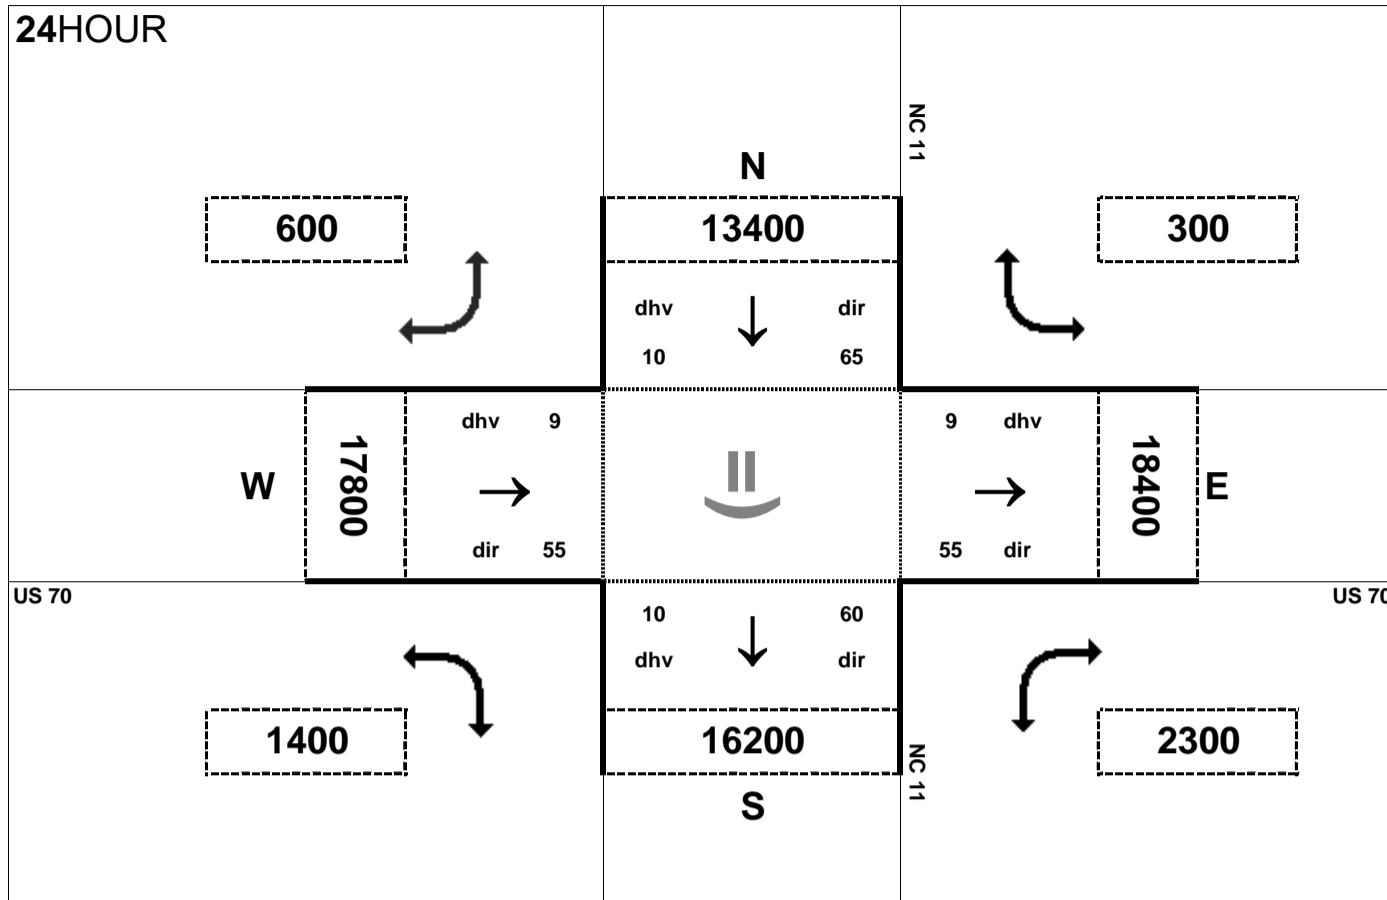 24HOUR
NC 11
N
600
13400
300
dhv
dir
10
65
dhv 9
9 dhv
W
17800
18400
E
dir 55
55 dir
US 70
US 70
10
60
dhv
dir
1400
16200
2300
NC 11
S